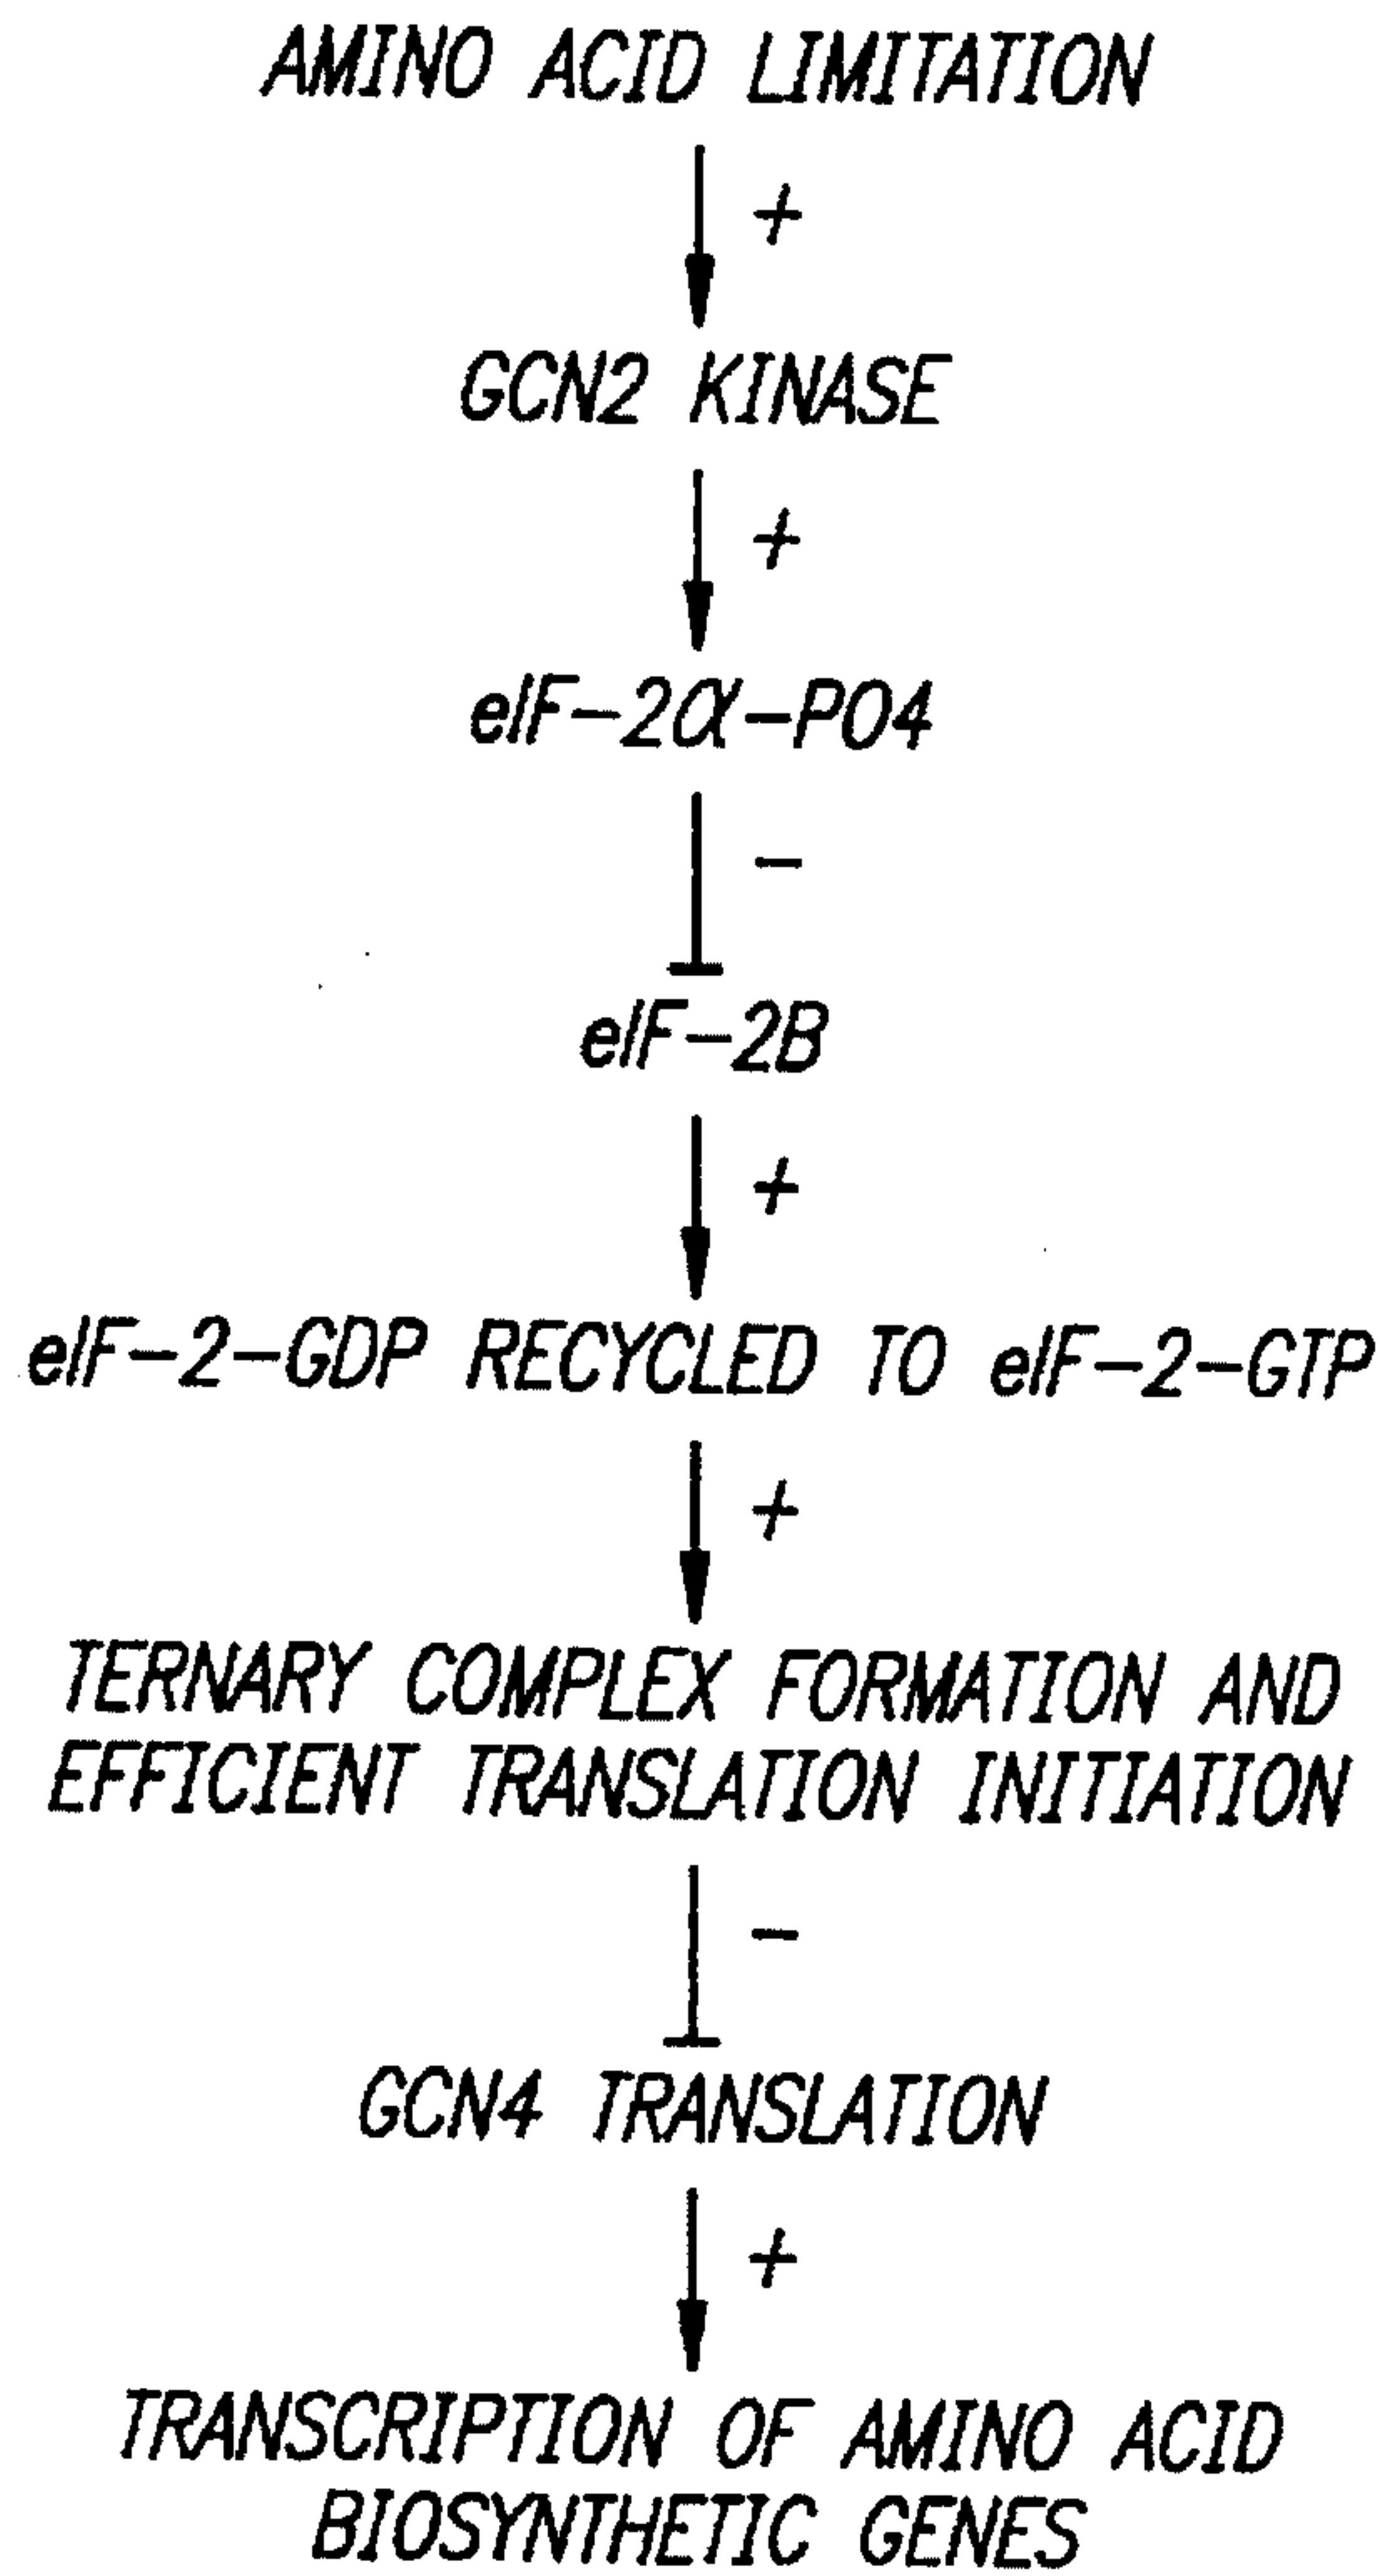 AMINO ACID LIMITATION
+
GCN2 KINASE
+
eIF-2α-PO4
-
eIF-2B
+
eIF-2-GDP RECYCLED TO eIF-2-GTP
+
TERNARY COMPLEX FORMATION AND
EFFICIENT TRANSLATION INITIATION
-
GCN4 TRANSLATION
+
TRANSCRIPTION OF AMINO ACID
BIOSYNTHETIC GENES